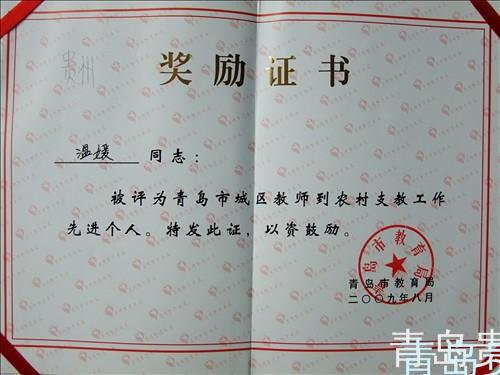 贵州
奖励证书
温媛 同志：
被评为青岛市城区教师到农村支教工作
先进个人。特发此证，以资鼓励。
青岛市教育局
青岛市教育局
二〇〇九年八月
青岛贵
青岛